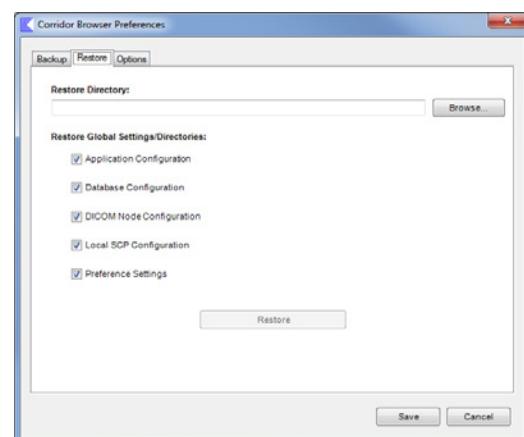 Corridor Browser Preferences
Backup Restore Options
Restore Directory:
Browse...
Restore Global Settings/Directories:
Application Configuration
Database Configuration
DICOM Node Configuration
Local SCP Configuration
Preference Settings
Restore
Save Cancel